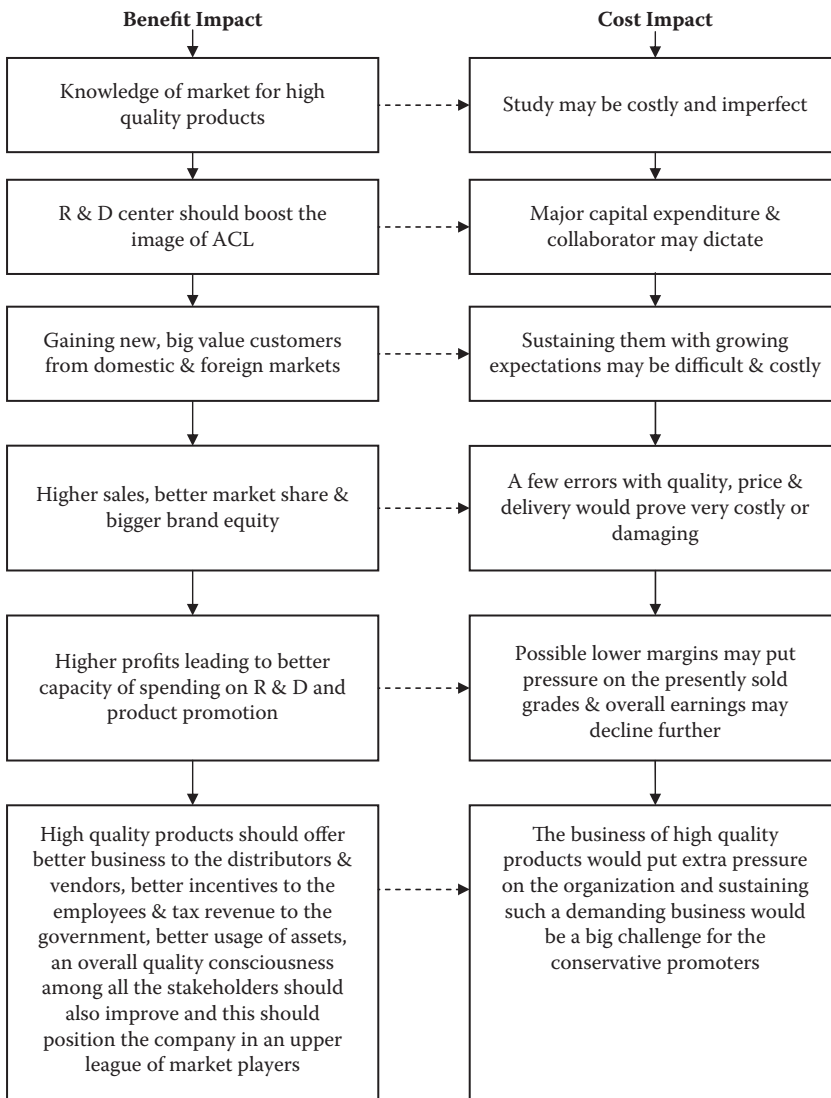 Benefit Impact
Cost Impact
Knowledge of market for high
quality products
Study may be costly and imperfect
R & D center should boost the
image of ACL
Major capital expenditure &
collaborator may dictate
Gaining new, big value customers
from domestic & foreign markets
Sustaining them with growing
expectations may be difficult & costly
Higher sales, better market share &
bigger brand equity
A few errors with quality, price &
delivery would prove very costly or
damaging
Higher profits leading to better
capacity of spending on R & D and
product promotion
Possible lower margins may put
pressure on the presently sold
grades & overall earnings may
decline further
High quality products should offer
better business to the distributors &
vendors, better incentives to the
employees & tax revenue to the
government, better usage of assets,
an overall quality consciousness
among all the stakeholders should
also improve and this should
position the company in an upper
league of market players
The business of high quality
products would put extra pressure
on the organization and sustaining
such a demanding business would
be a big challenge for the
conservative promoters